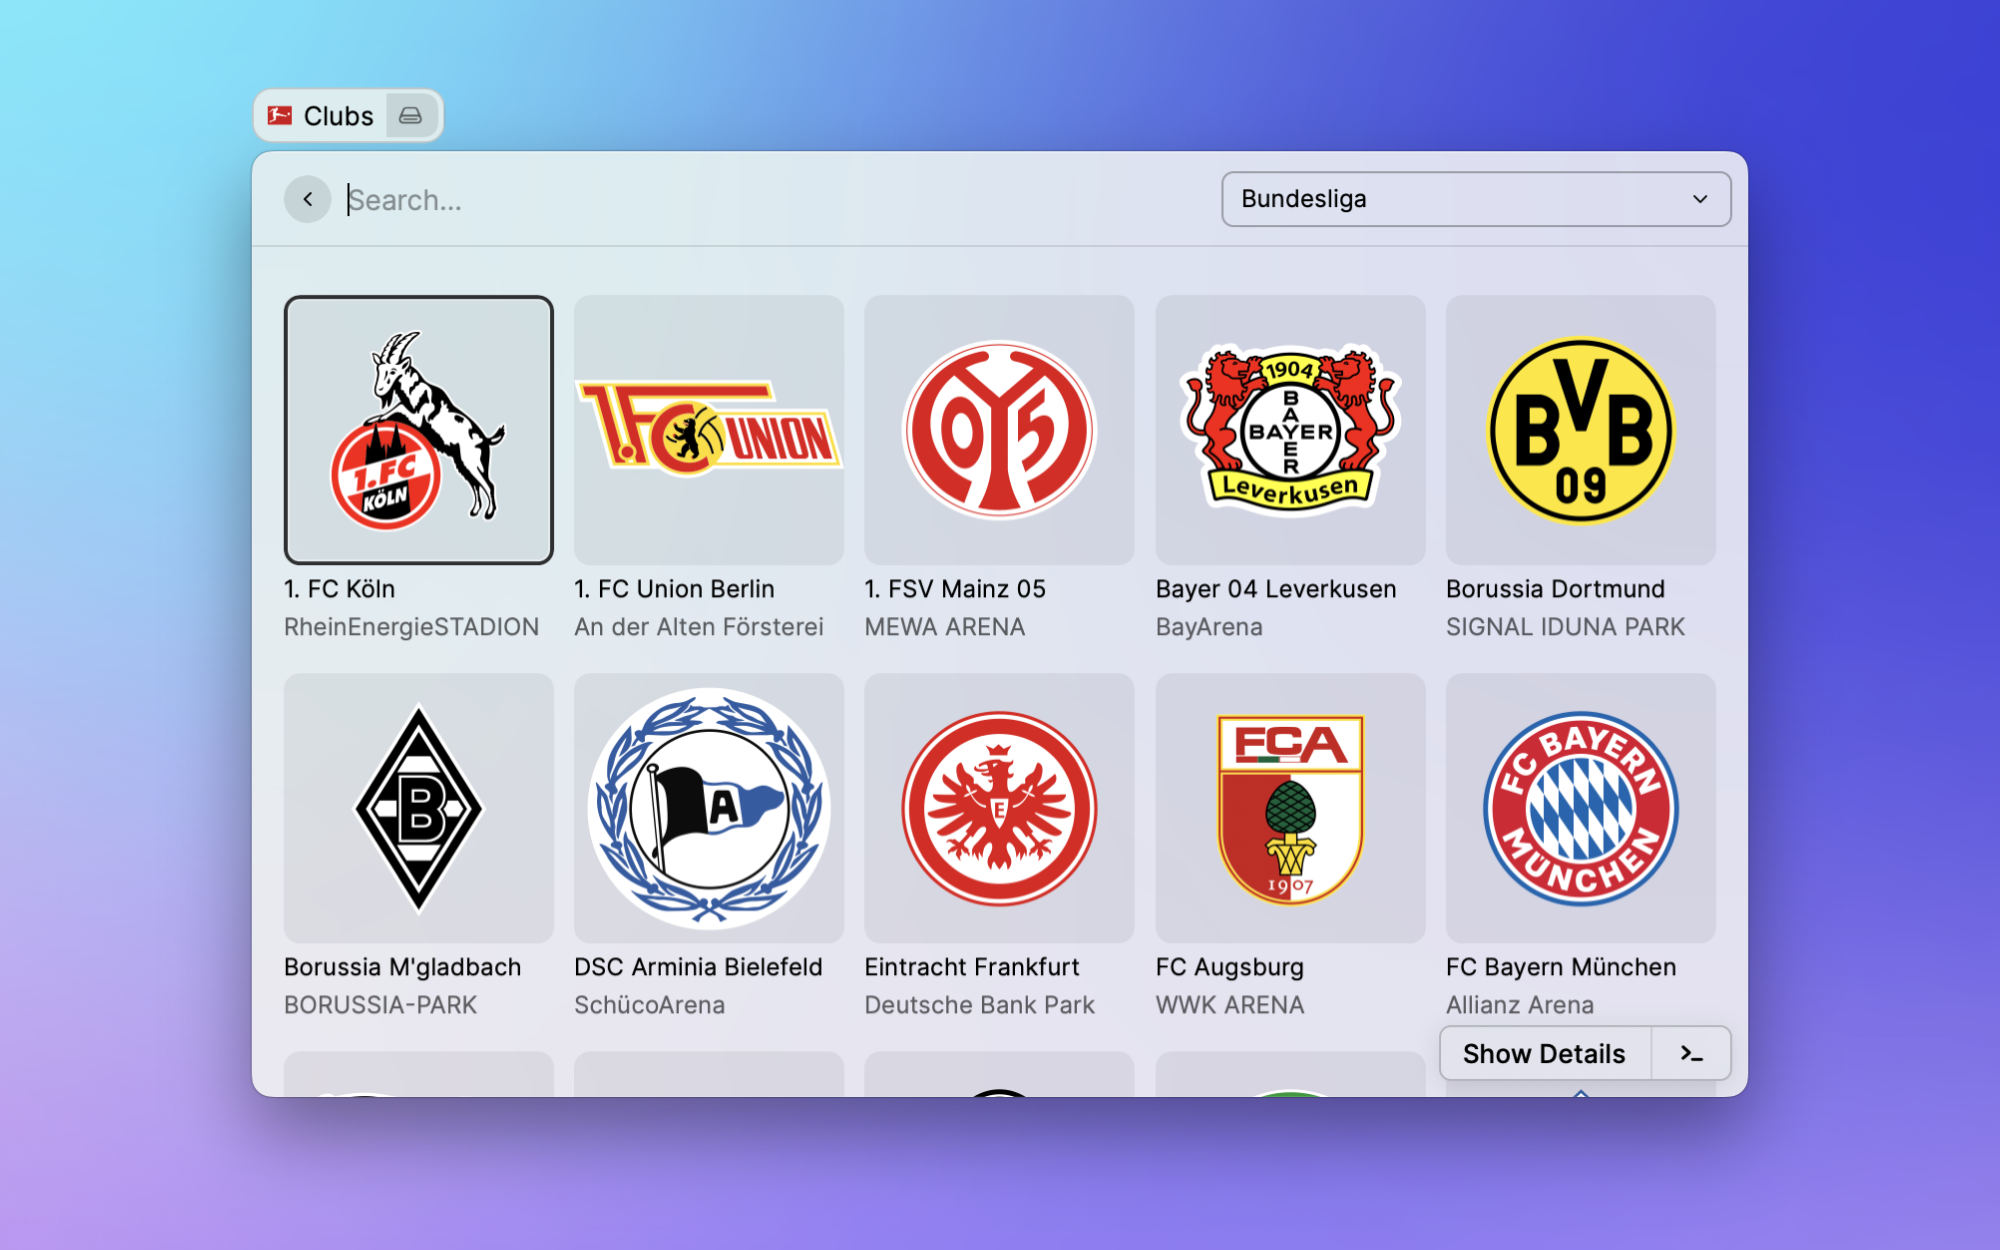 Clubs
Search...
Bundesliga
1.FC
KÖLN
1.FC UNION
05
1904
BAYER
BAYER
Leverkusen
BVB
09
1. FC Köln
RheinEnergieSTADION
1. FC Union Berlin
An der Alten Försterei
1. FSV Mainz 05
MEWA ARENA
Bayer 04 Leverkusen
BayArena
Borussia Dortmund
SIGNAL IDUNA PARK
B
A
E
FCA
1907
FC BAYERN
MÜNCHEN
Borussia M'gladbach
BORUSSIA-PARK
DSC Arminia Bielefeld
SchücoArena
Eintracht Frankfurt
Deutsche Bank Park
FC Augsburg
WWK ARENA
FC Bayern München
Allianz Arena
Show Details